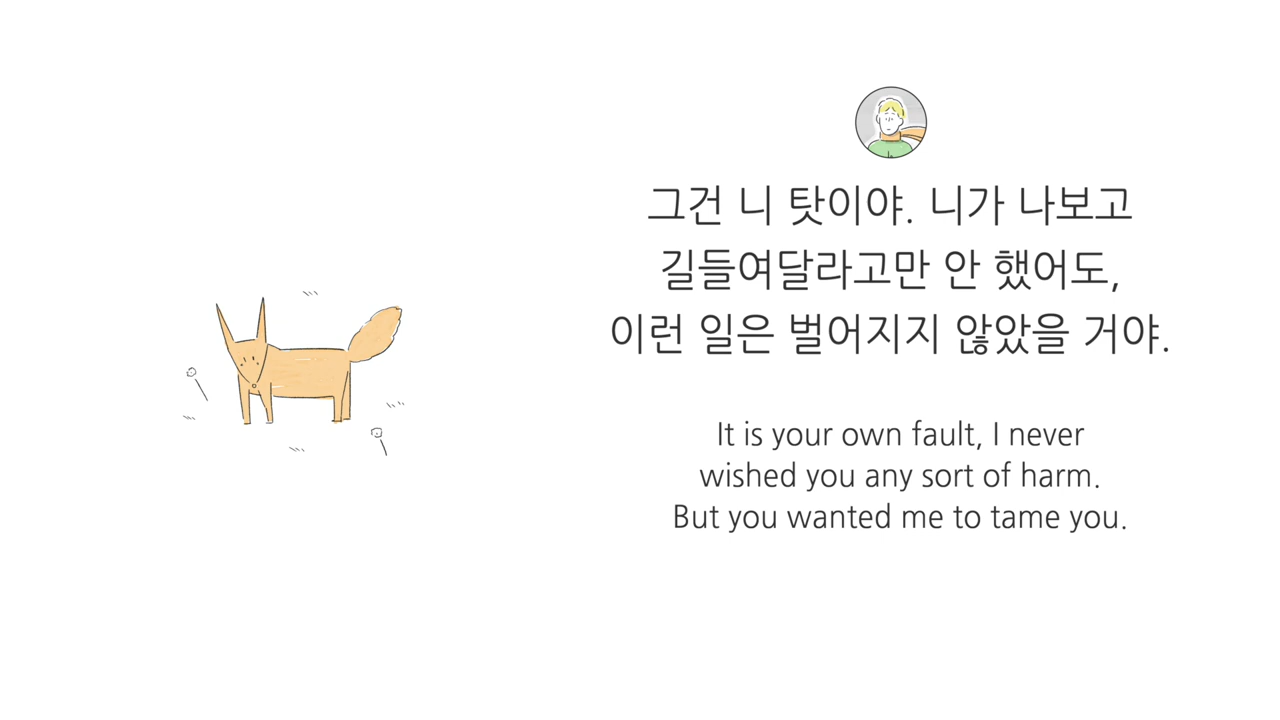 그건 니 탓이야. 니가 나보고
길들여달라고만 안 했어도,
이런 일은 벌어지지 않았을 거야.
It is your own fault, I never
wished you any sort of harm.
But you wanted me to tame you.